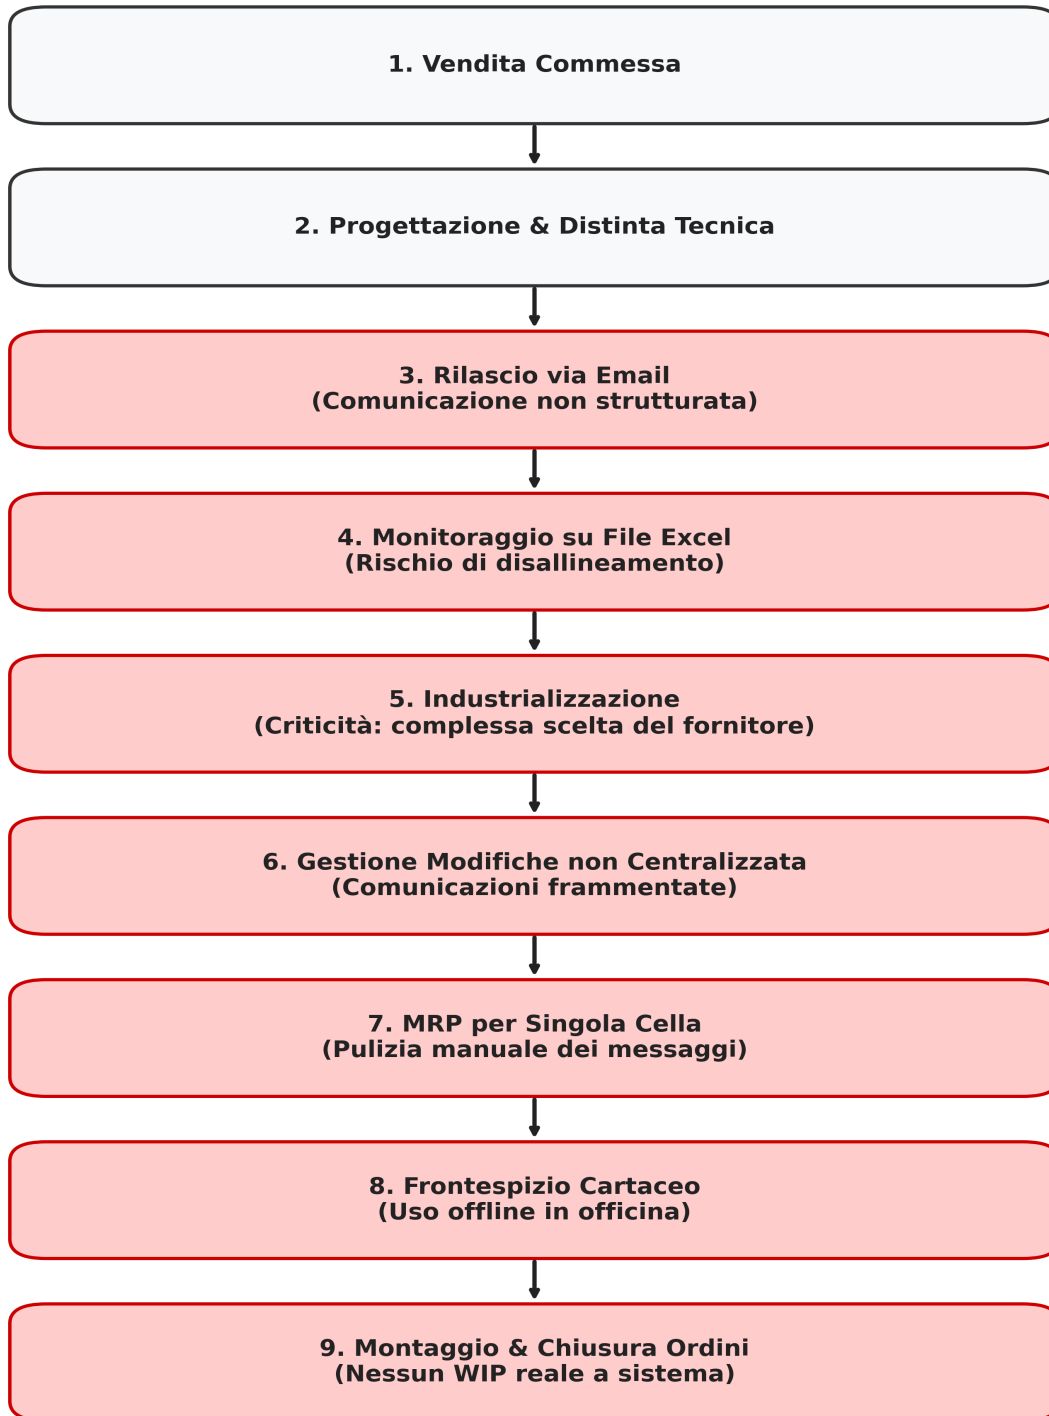 1. Vendita Commessa
2. Progettazione & Distinta Tecnica
3. Rilascio via Email
(Comunicazione non strutturata)
4. Monitoraggio su File Excel
(Rischio di disallineamento)
5. Industrializzazione
(Criticità: complessa scelta del fornitore)
6. Gestione Modifiche non Centralizzata
(Comunicazioni frammentate)
7. MRP per Singola Cella
(Pulizia manuale dei messaggi)
8. Frontespizio Cartaceo
(Uso offline in officina)
9. Montaggio & Chiusura Ordini
(Nessun WIP reale a sistema)